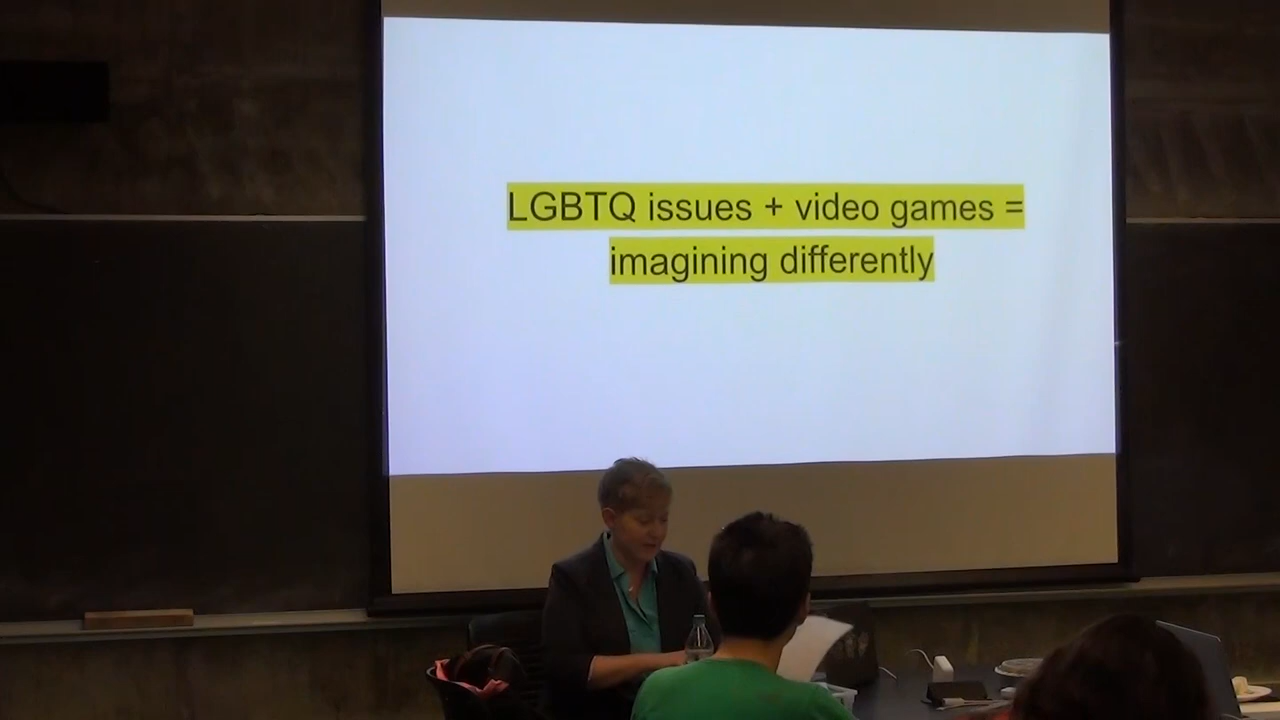 LGBTQ issues + video games =
imagining differently